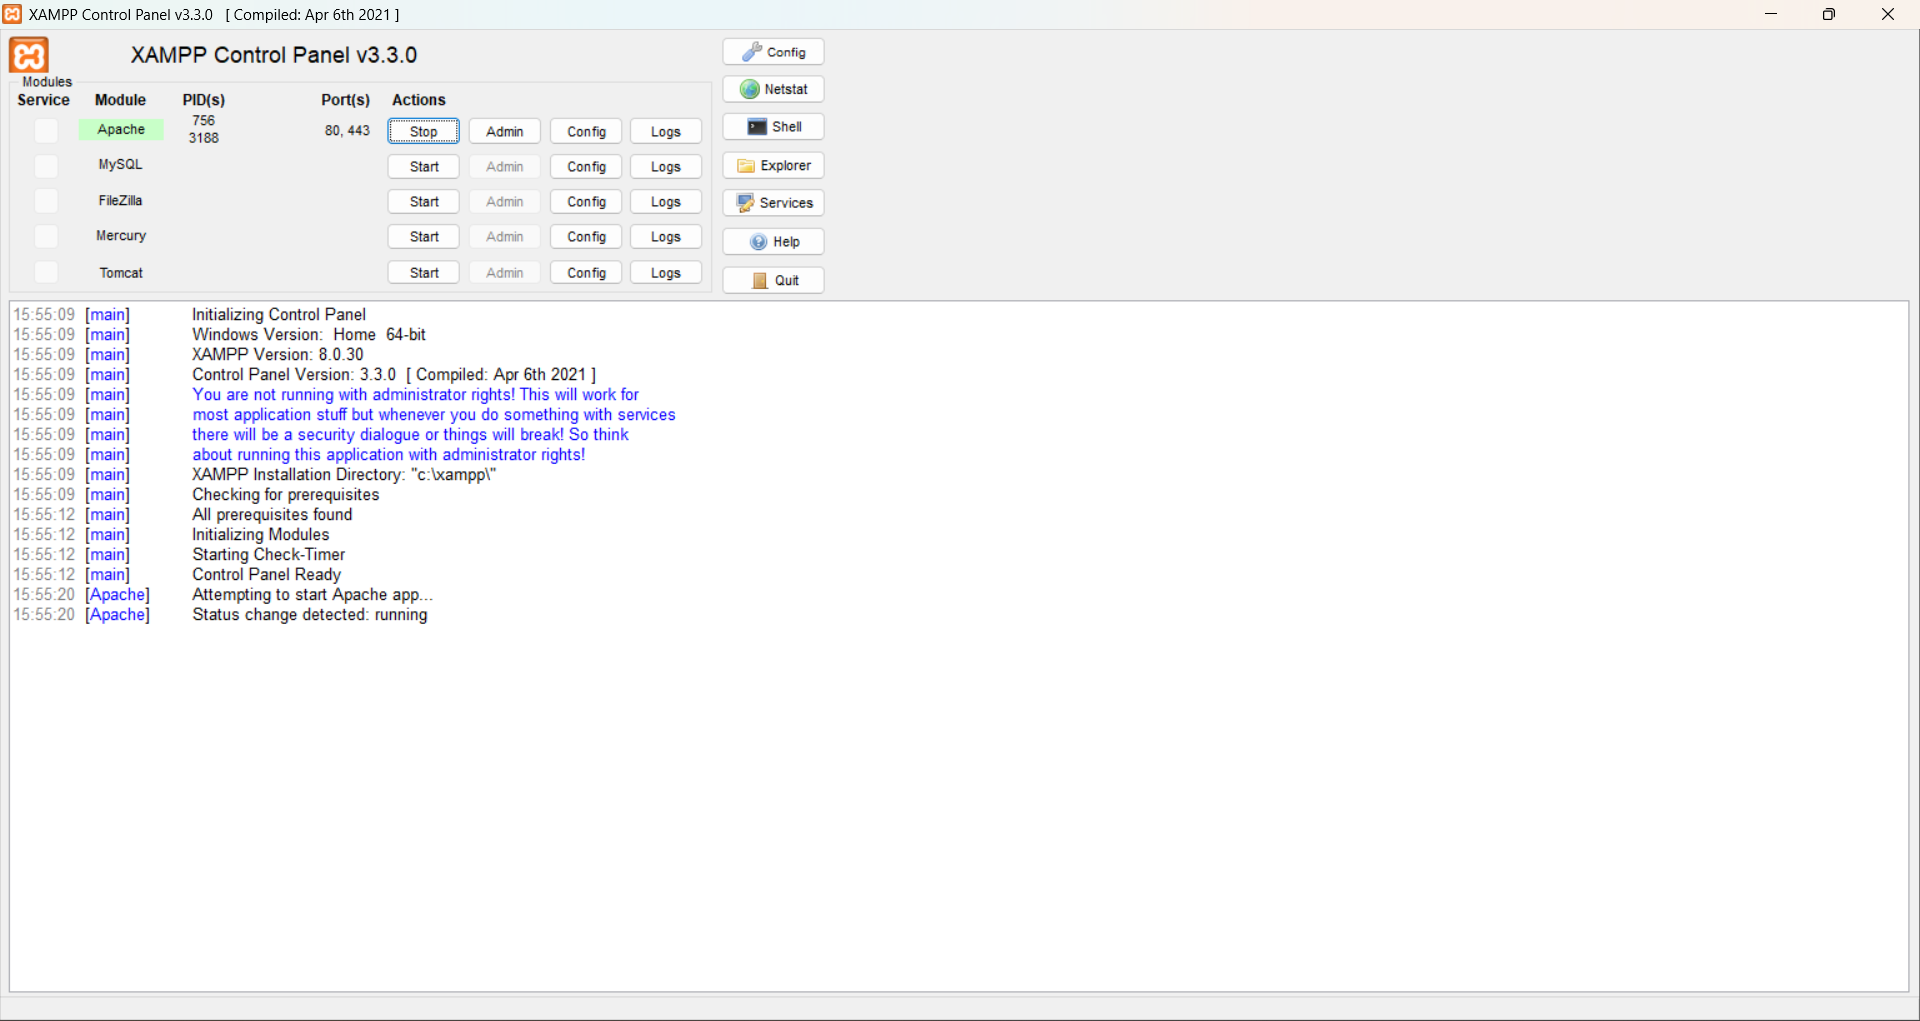 XAMPP Control Panel v3.3.0 [ Compiled: Apr 6th 2021 ]
XAMPP Control Panel v3.3.0
Config
Netstat
Shell
Explorer
Services
Help
Quit
Modules
Service Module PID(s) Port(s) Actions
Apache 756 3188 80, 443 Stop Admin Config Logs
MySQL Start Admin Config Logs
FileZilla Start Admin Config Logs
Mercury Start Admin Config Logs
Tomcat Start Admin Config Logs
15:55:09 [main] Initializing Control Panel
15:55:09 [main] Windows Version: Home 64-bit
15:55:09 [main] XAMPP Version: 8.0.30
15:55:09 [main] Control Panel Version: 3.3.0 [ Compiled: Apr 6th 2021 ]
15:55:09 [main] You are not running with administrator rights! This will work for
15:55:09 [main] most application stuff but whenever you do something with services
15:55:09 [main] there will be a security dialogue or things will break! So think
15:55:09 [main] about running this application with administrator rights!
15:55:09 [main] XAMPP Installation Directory: "c:\xampp\"
15:55:09 [main] Checking for prerequisites
15:55:12 [main] All prerequisites found
15:55:12 [main] Initializing Modules
15:55:12 [main] Starting Check-Timer
15:55:12 [main] Control Panel Ready
15:55:20 [Apache] Attempting to start Apache app...
15:55:20 [Apache] Status change detected: running